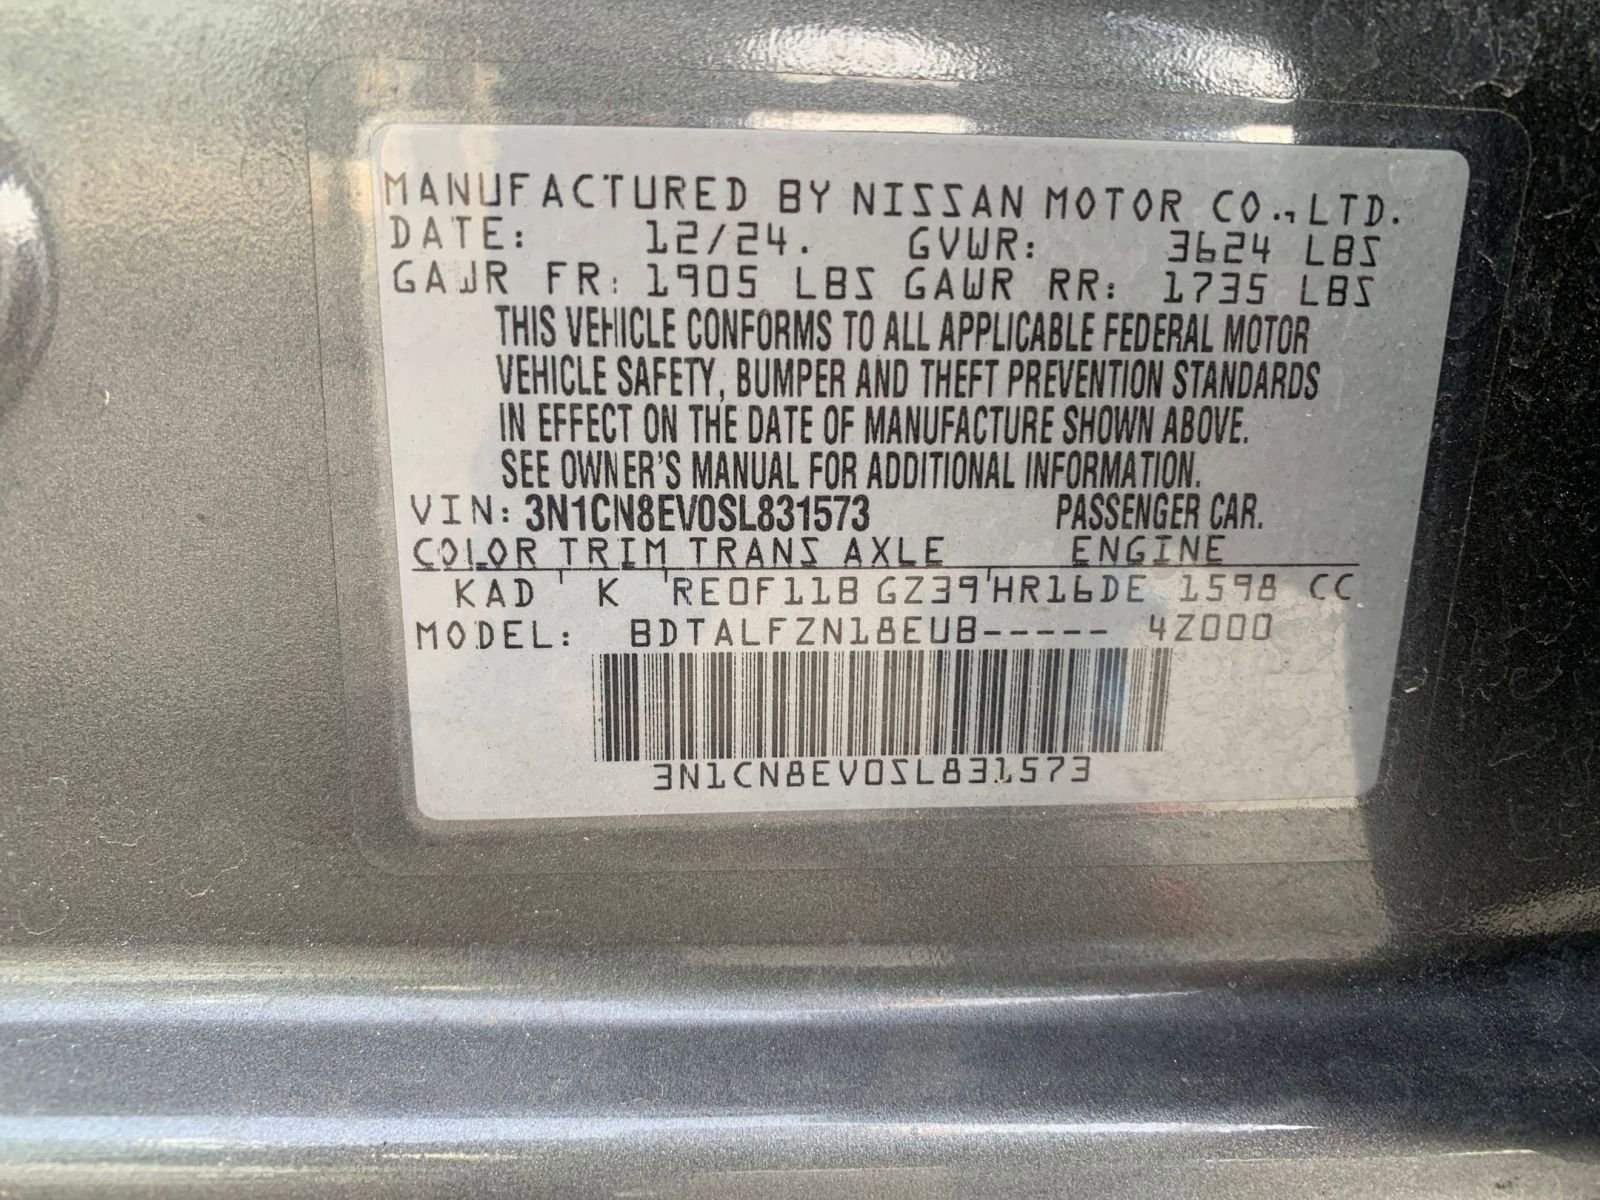 MANUFACTURED BY NISSAN MOTOR CO., LTD.
DATE: 12/24. GVWR: 3624 LBS
GAWR FR: 1905 LBS GAWR RR: 1735 LBS
THIS VEHICLE CONFORMS TO ALL APPLICABLE FEDERAL MOTOR
VEHICLE SAFETY, BUMPER AND THEFT PREVENTION STANDARDS
IN EFFECT ON THE DATE OF MANUFACTURE SHOWN ABOVE.
SEE OWNER'S MANUAL FOR ADDITIONAL INFORMATION.
VIN: 3N1CN8EV0SL831573 PASSENGER CAR.
COLOR TRIM TRANS AXLE ENGINE
KAD K RE0F11B GZ39 HR16DE 1598 CC
MODEL: BDTALFZN18EUB----- 4Z000
3N1CN8EV0SL831573